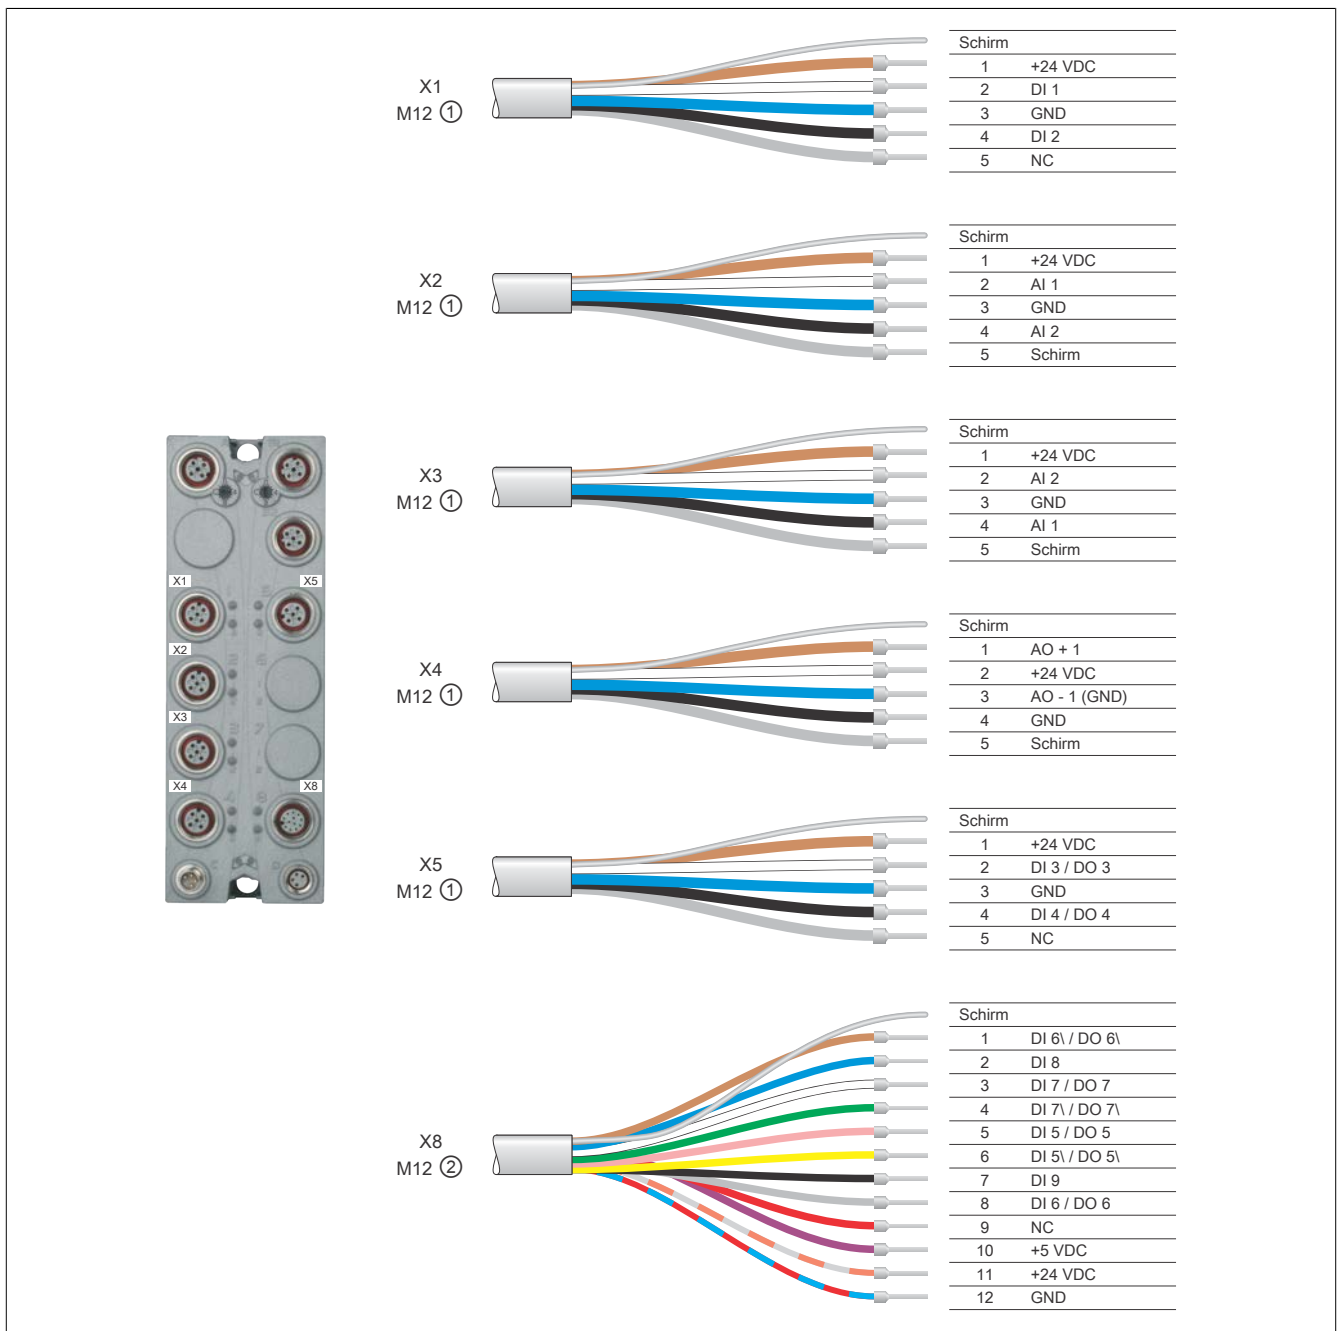 X1
M12 ①
Schirm
1 +24 VDC
2 DI 1
3 GND
4 DI 2
5 NC
X2
M12 ①
Schirm
1 +24 VDC
2 AI 1
3 GND
4 AI 2
5 Schirm
X3
M12 ①
Schirm
1 +24 VDC
2 AI 2
3 GND
4 AI 1
5 Schirm
X1 X5
X2
X3
X4 X8
X4
M12 ①
Schirm
1 AO + 1
2 +24 VDC
3 AO - 1 (GND)
4 GND
5 Schirm
X5
M12 ①
Schirm
1 +24 VDC
2 DI 3 / DO 3
3 GND
4 DI 4 / DO 4
5 NC
X8
M12 ②
Schirm
1 DI 6\ / DO 6\
2 DI 8
3 DI 7 / DO 7
4 DI 7\ / DO 7\
5 DI 5 / DO 5
6 DI 5\ / DO 5\
7 DI 9
8 DI 6 / DO 6
9 NC
10 +5 VDC
11 +24 VDC
12 GND